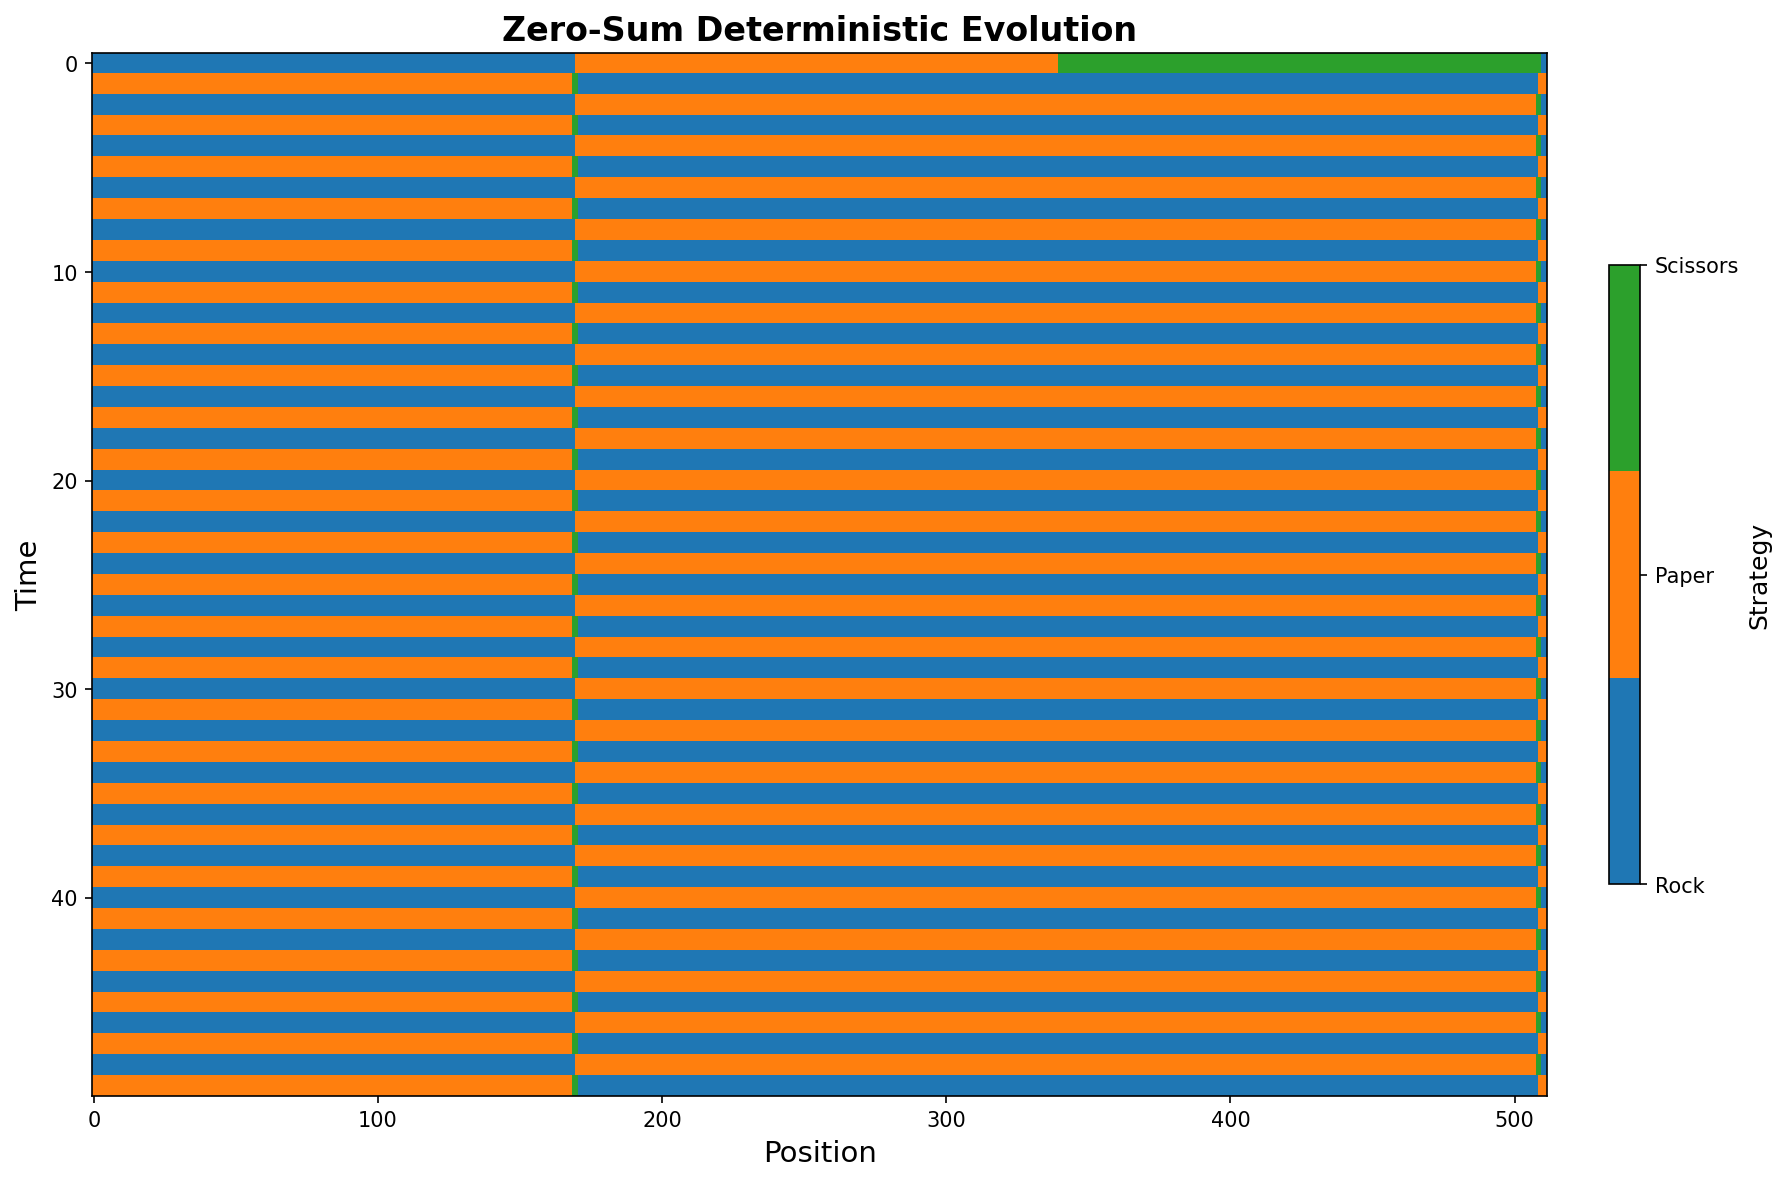 Zero-Sum Deterministic Evolution
0
10
20
30
40
Time
0 100 200 300 400 500
Position
Scissors
Paper
Rock
Strategy